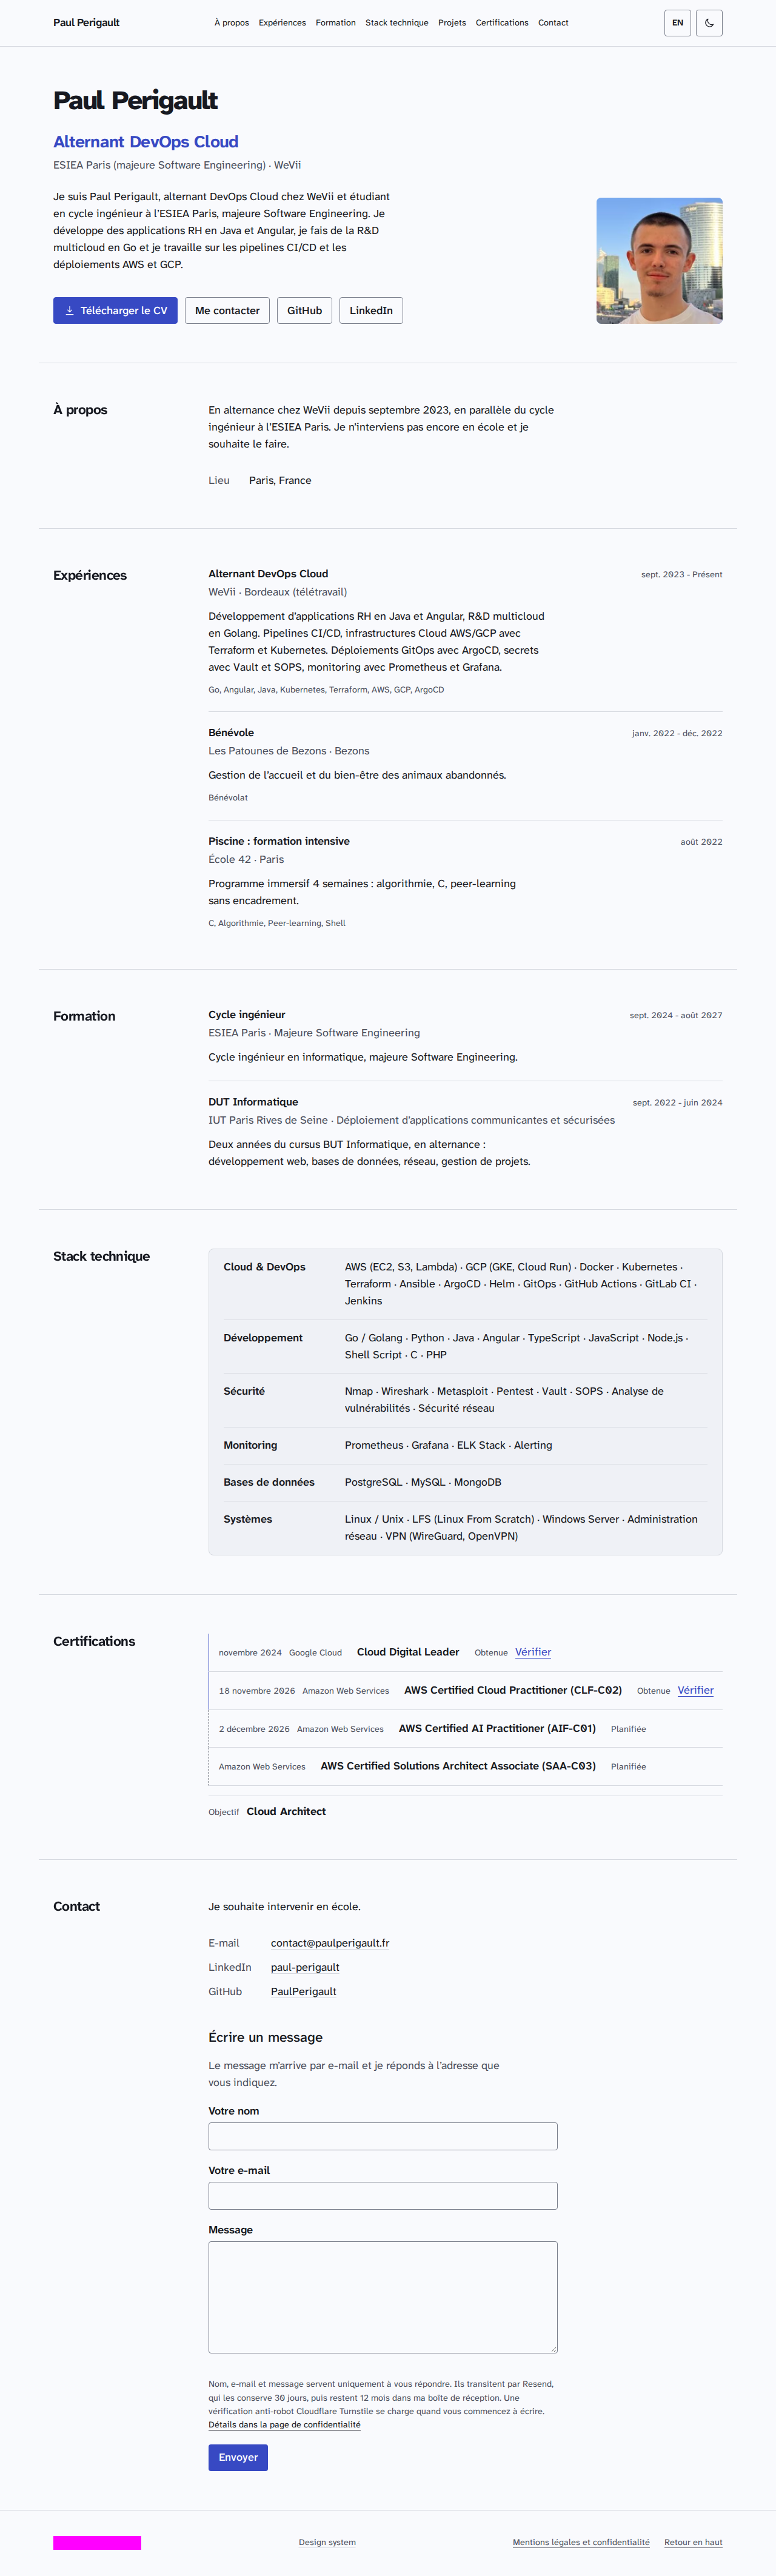 Paul Perigault
À propos Expériences Formation Stack technique Projets Certifications Contact
EN
Paul Perigault
Alternant DevOps Cloud
ESIEA Paris (majeure Software Engineering) · WeVii
Je suis Paul Perigault, alternant DevOps Cloud chez WeVii et étudiant
en cycle ingénieur à l'ESIEA Paris, majeure Software Engineering. Je
développe des applications RH en Java et Angular, je fais de la R&D
multicloud en Go et je travaille sur les pipelines CI/CD et les
déploiements AWS et GCP.
Télécharger le CV
Me contacter
GitHub
LinkedIn
À propos
En alternance chez WeVii depuis septembre 2023, en parallèle du cycle
ingénieur à l'ESIEA Paris. Je n'interviens pas encore en école et je
souhaite le faire.
Lieu Paris, France
Expériences
Alternant DevOps Cloud
sept. 2023 - Présent
WeVii · Bordeaux (télétravail)
Développement d'applications RH en Java et Angular, R&D multicloud
en Golang. Pipelines CI/CD, infrastructures Cloud AWS/GCP avec
Terraform et Kubernetes. Déploiements GitOps avec ArgoCD, secrets
avec Vault et SOPS, monitoring avec Prometheus et Grafana.
Go, Angular, Java, Kubernetes, Terraform, AWS, GCP, ArgoCD
Bénévole
janv. 2022 - déc. 2022
Les Patounes de Bezons · Bezons
Gestion de l'accueil et du bien-être des animaux abandonnés.
Bénévolat
Piscine : formation intensive
août 2022
École 42 · Paris
Programme immersif 4 semaines : algorithmie, C, peer-learning
sans encadrement.
C, Algorithmie, Peer-learning, Shell
Formation
Cycle ingénieur
sept. 2024 - août 2027
ESIEA Paris · Majeure Software Engineering
Cycle ingénieur en informatique, majeure Software Engineering.
DUT Informatique
sept. 2022 - juin 2024
IUT Paris Rives de Seine · Déploiement d'applications communicantes et sécurisées
Deux années du cursus BUT Informatique, en alternance :
développement web, bases de données, réseau, gestion de projets.
Stack technique
Cloud & DevOps
AWS (EC2, S3, Lambda) · GCP (GKE, Cloud Run) · Docker · Kubernetes ·
Terraform · Ansible · ArgoCD · Helm · GitOps · GitHub Actions · GitLab CI ·
Jenkins
Développement
Go / Golang · Python · Java · Angular · TypeScript · JavaScript · Node.js ·
Shell Script · C · PHP
Sécurité
Nmap · Wireshark · Metasploit · Pentest · Vault · SOPS · Analyse de
vulnérabilités · Sécurité réseau
Monitoring
Prometheus · Grafana · ELK Stack · Alerting
Bases de données
PostgreSQL · MySQL · MongoDB
Systèmes
Linux / Unix · LFS (Linux From Scratch) · Windows Server · Administration
réseau · VPN (WireGuard, OpenVPN)
Certifications
novembre 2024 Google Cloud Cloud Digital Leader Obtenue Vérifier
18 novembre 2026 Amazon Web Services AWS Certified Cloud Practitioner (CLF-C02) Obtenue Vérifier
2 décembre 2026 Amazon Web Services AWS Certified AI Practitioner (AIF-C01) Planifiée
Amazon Web Services AWS Certified Solutions Architect Associate (SAA-C03) Planifiée
Objectif Cloud Architect
Contact
Je souhaite intervenir en école.
E-mail contact@paulperigault.fr
LinkedIn paul-perigault
GitHub PaulPerigault
Écrire un message
Le message m'arrive par e-mail et je réponds à l'adresse que
vous indiquez.
Votre nom
Votre e-mail
Message
Nom, e-mail et message servent uniquement à vous répondre. Ils transitent par Resend,
qui les conserve 30 jours, puis restent 12 mois dans ma boîte de réception. Une
vérification anti-robot Cloudflare Turnstile se charge quand vous commencez à écrire.
Détails dans la page de confidentialité
Envoyer
Design system
Mentions légales et confidentialité
Retour en haut